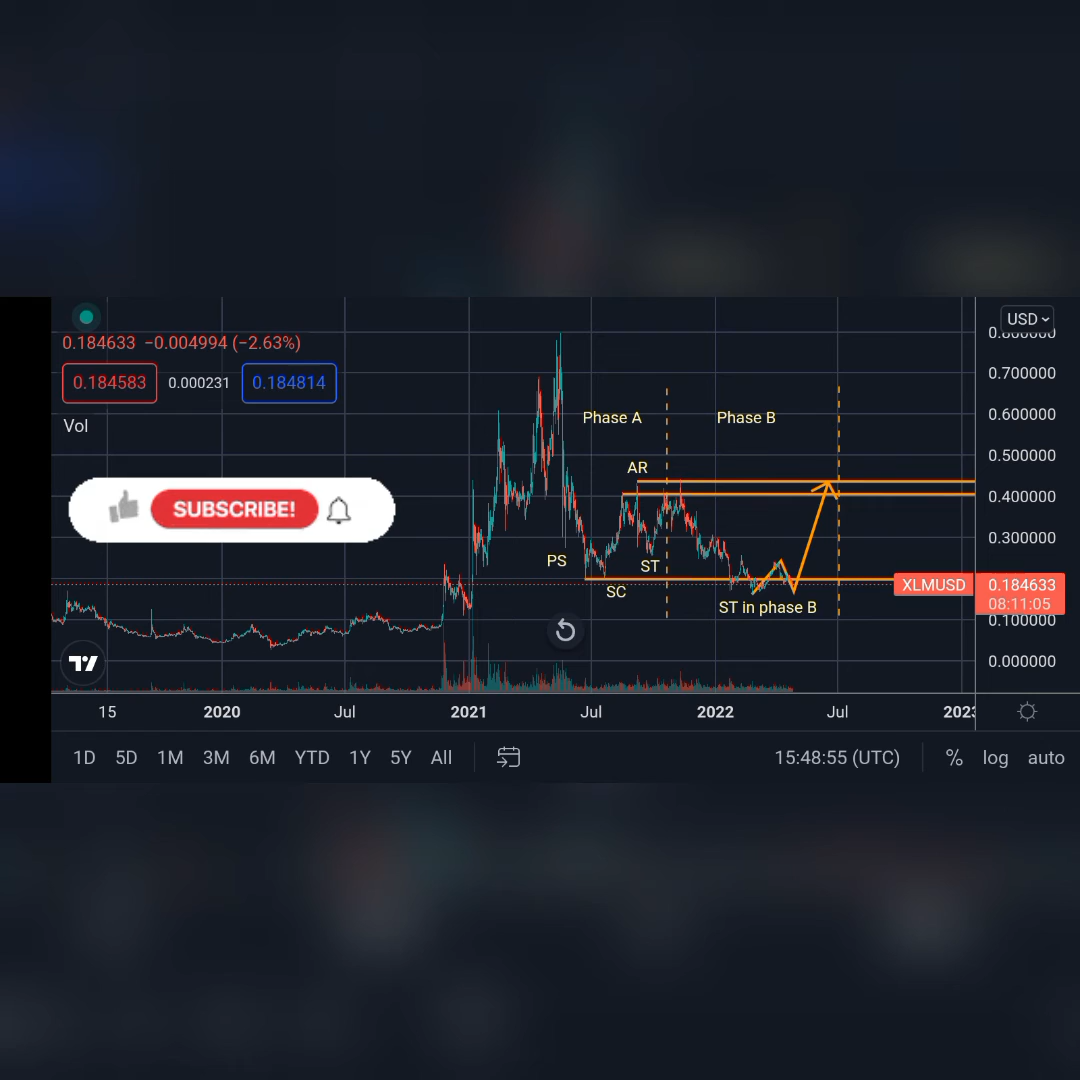 USD
0.800000
0.184633 −0.004994 (−2.63%)
0.184583 0.000231 0.184814
Vol
0.700000
0.600000
0.500000
0.400000
0.300000
0.100000
0.000000
Phase A
Phase B
AR
SUBSCRIBE!
PS
ST
SC
ST in phase B
XLMUSD
0.184633
08:11:05
15 2020 Jul 2021 Jul 2022 Jul 2023
1D 5D 1M 3M 6M YTD 1Y 5Y All 15:48:55 (UTC) % log auto